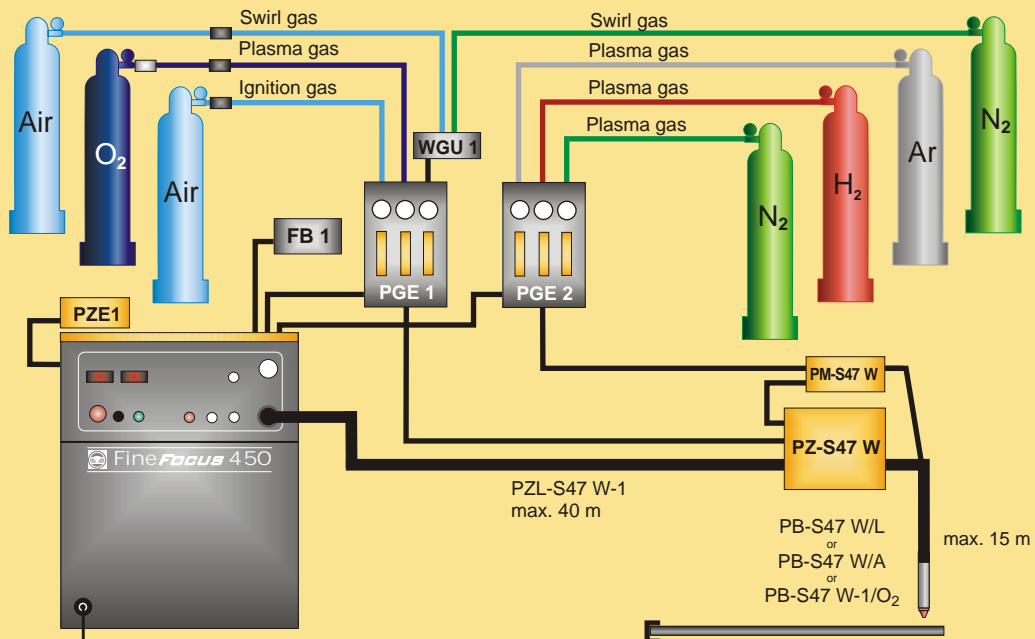 Swirl gas
Plasma gas
Ignition gas
Swirl gas
Plasma gas
Plasma gas
Plasma gas
Air
O₂
Air
N₂
H₂
Ar
N₂
WGU 1
FB 1
PGE 1
PGE 2
PZE1
PM-S47 W
PZ-S47 W
FineFocus 450
PZL-S47 W-1
max. 40 m
PB-S47 W/L
or
PB-S47 W/A
or
PB-S47 W-1/O₂
max. 15 m